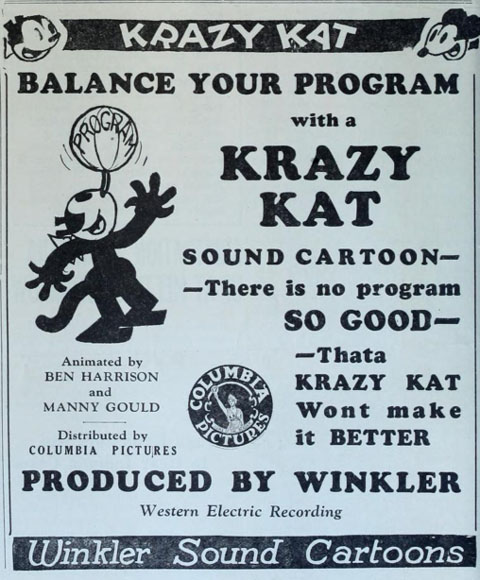 KRAZY KAT
BALANCE YOUR PROGRAM
with a
PROGRAM
KRAZY
KAT
SOUND CARTOON—
—There is no program
SO GOOD—
—Thata
KRAZY KAT
Wont make
it BETTER
Animated by
BEN HARRISON
and
MANNY GOULD
Distributed by
COLUMBIA PICTURES
COLUMBIA
PICTURES
PRODUCED BY WINKLER
Western Electric Recording
Winkler Sound Cartoons